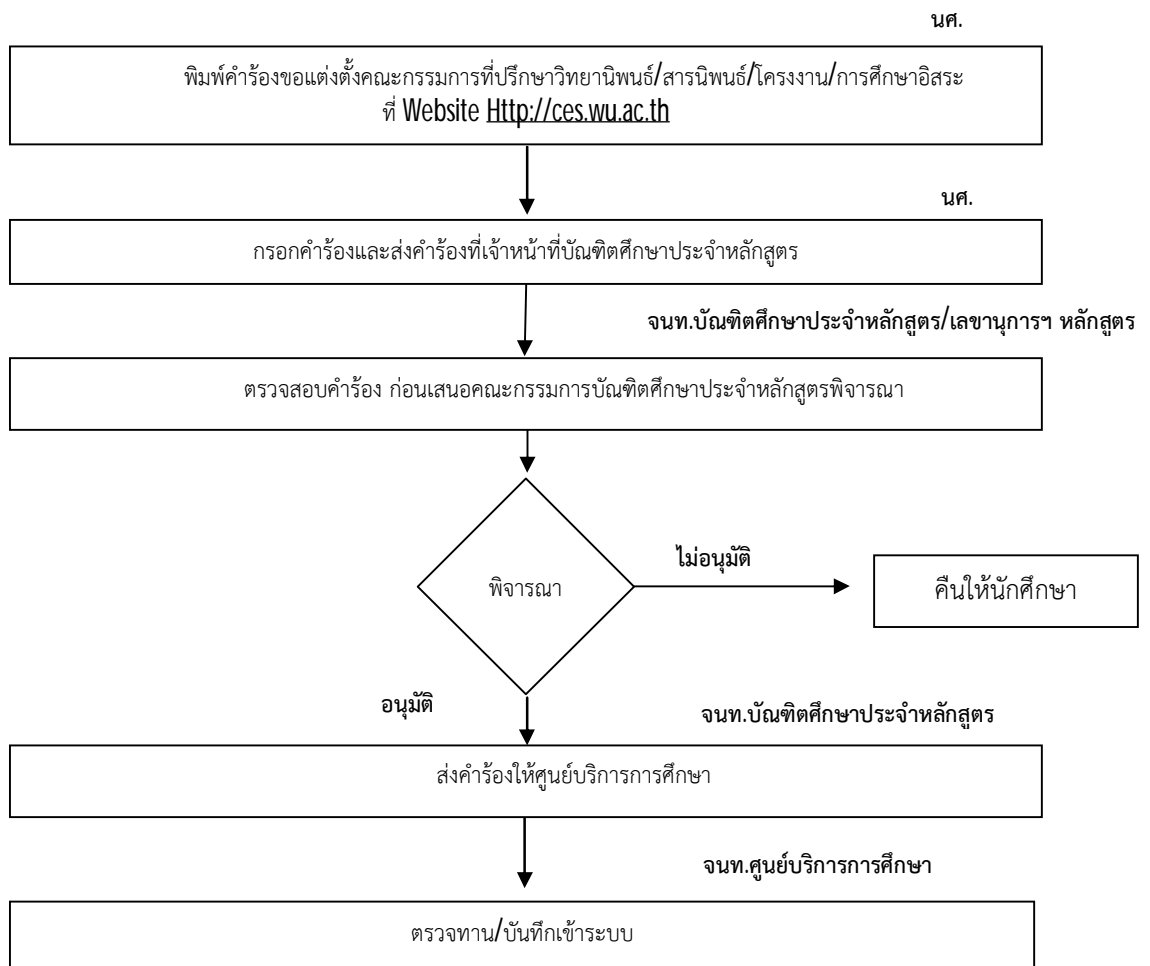 นศ.
พิมพ์คำร้องขอแต่งตั้งคณะกรรมการที่ปรึกษาวิทยานิพนธ์/สารนิพนธ์/โครงงาน/การศึกษาอิสระ
ที่ Website Http://ces.wu.ac.th
นศ.
กรอกคำร้องและส่งคำร้องที่เจ้าหน้าที่บัณฑิตศึกษาประจำหลักสูตร
จนท.บัณฑิตศึกษาประจำหลักสูตร/เลขานุการฯ หลักสูตร
ตรวจสอบคำร้อง ก่อนเสนอคณะกรรมการบัณฑิตศึกษาประจำหลักสูตรพิจารณา
ไม่อนุมัติ
พิจารณา
คืนให้นักศึกษา
อนุมัติ
จนท.บัณฑิตศึกษาประจำหลักสูตร
ส่งคำร้องให้ศูนย์บริการการศึกษา
จนท.ศูนย์บริการการศึกษา
ตรวจทาน/บันทึกเข้าระบบ